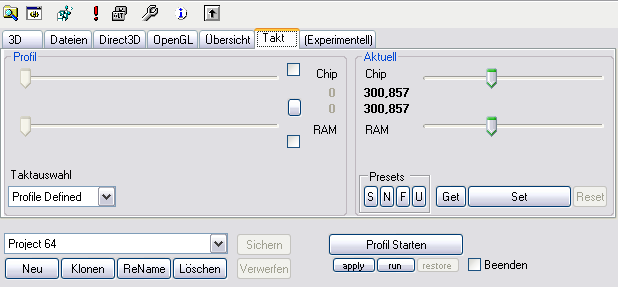 3D Dateien Direct3D OpenGL Übersicht Takt (Experimentell)
Profil
Chip
0
0
RAM
Taktauswahl
Profile Defined
Aktuell
Chip
300,857
300,857
RAM
Presets
S N F U
Get Set Reset
Project 64
Sichern
Neu Klonen ReName Löschen Verwerfen
Profil Starten
apply run restore Beenden